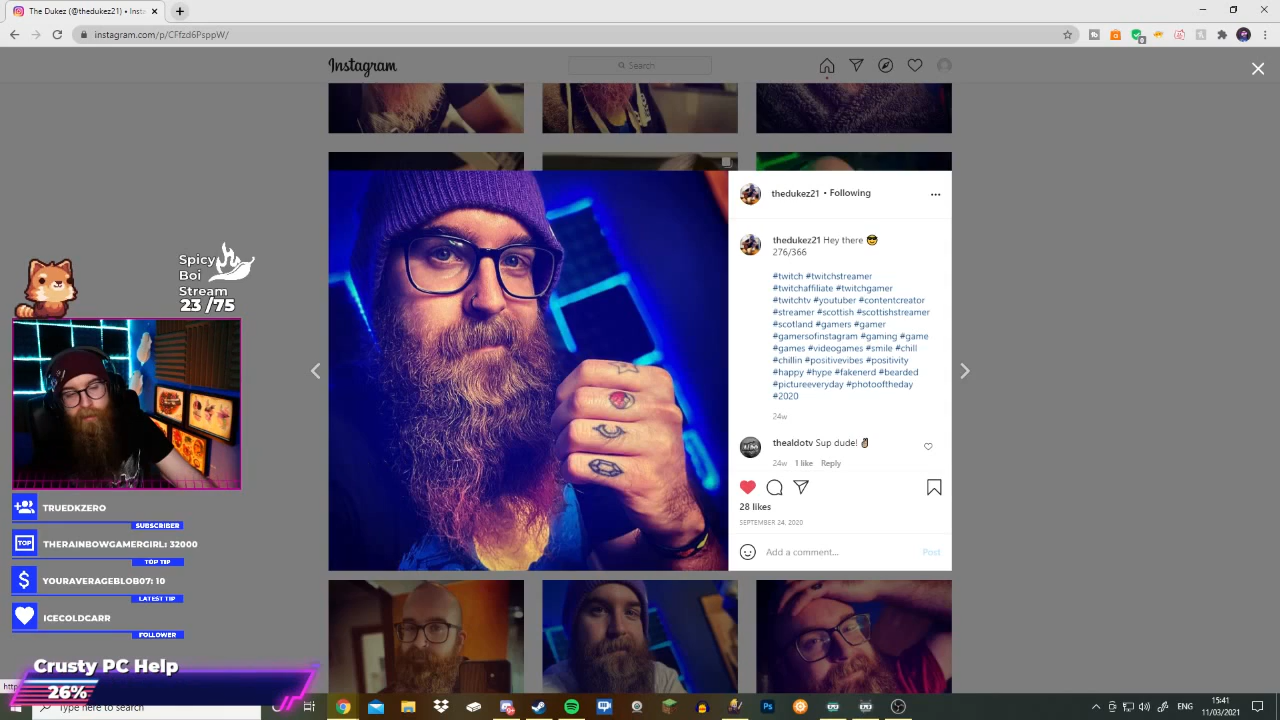 The Dukez (@thedukez21) • Inst
instagram.com/p/CFfzd6PsppW/
Instagram
Search
thedukez21 • Following
thedukez21 Hey there 😎
276/366
#twitch #twitchstreamer
#twitchaffiliate #twitchgamer
#twitchtv #youtuber #contentcreator
#streamer #scottish #scottishstreamer
#scotland #gamers #gamer
#gamersofinstagram #gaming #game
#games #videogames #smile #chill
#chillin #positivevibes #positivity
#happy #hype #fakenerd #bearded
#pictureeveryday #photooftheday
#2020
24w
thealdotv Sup dude! ✌
24w 1 like Reply
28 likes
SEPTEMBER 24, 2020
Add a comment... Post
Spicy
Boi
Stream
23 /75
TRUEDKZERO
SUBSCRIBER
TOP
THERAINBOWGAMERGIRL: 32000
TOP TIP
$
YOURAVERAGEBLOB07: 10
LATEST TIP
ICECOLDCARR
FOLLOWER
Crusty PC Help
26%
Type here to search
ENG
15:41
11/03/2021